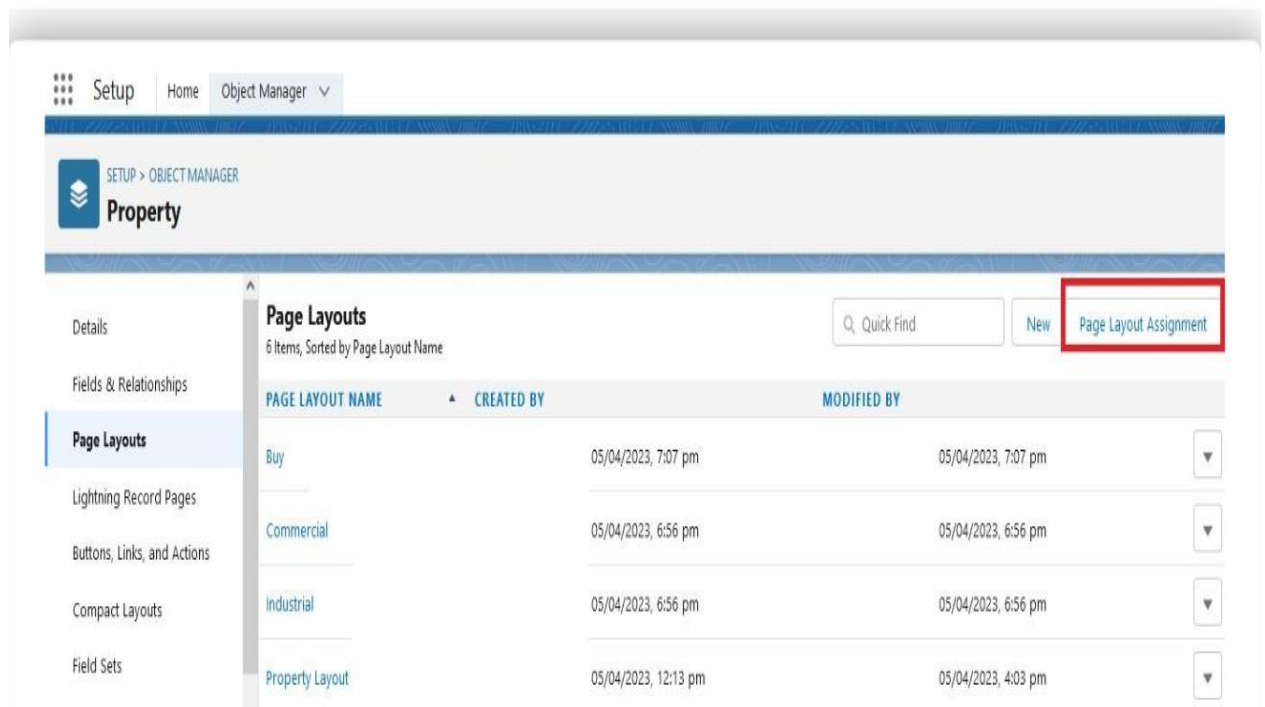 Setup Home Object Manager
SETUP > OBJECT MANAGER
Property
Details
Fields & Relationships
Page Layouts
Lightning Record Pages
Buttons, Links, and Actions
Compact Layouts
Field Sets
Page Layouts
6 Items, Sorted by Page Layout Name
Quick Find New Page Layout Assignment
PAGE LAYOUT NAME CREATED BY MODIFIED BY
Buy 05/04/2023, 7:07 pm 05/04/2023, 7:07 pm
Commercial 05/04/2023, 6:56 pm 05/04/2023, 6:56 pm
Industrial 05/04/2023, 6:56 pm 05/04/2023, 6:56 pm
Property Layout 05/04/2023, 12:13 pm 05/04/2023, 4:03 pm